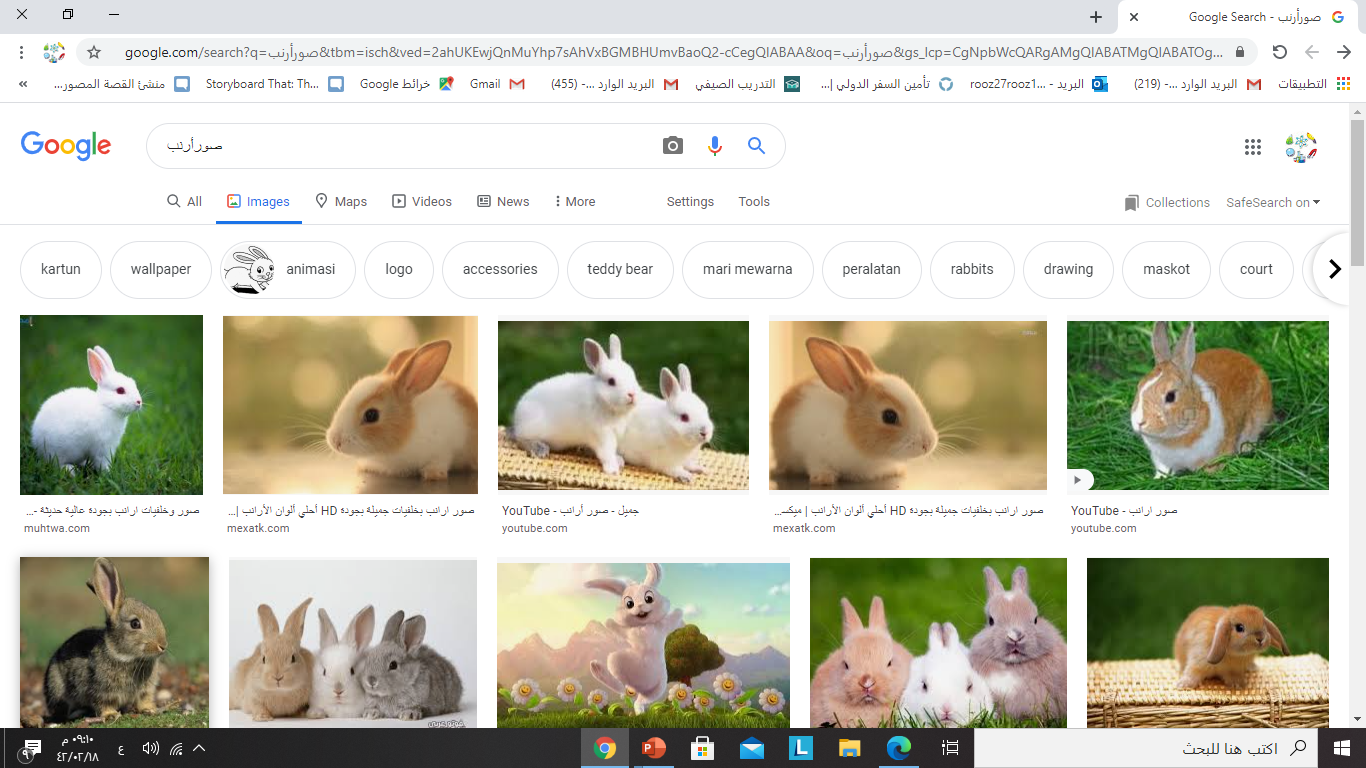 صورأرنب - Google Search
google.com/search?q=صورأرنب&tbm=isch&ved=2ahUKEwjQnMuYhp7sAhVxBGMBHUmvBaoQ2-cCegQIABAA&oq=صورأرنب&gs_lcp=CgNpbWcQARgAMgQIABATMgQIABATOg...
التطبيقات
البريد الوارد ...- (219)
البريد - ...rooz27rooz1
تأمين السفر الدولي |...
التدريب الصيفي
البريد الوارد ...- (455)
Gmail
خرائط Google
Storyboard That: Th...
منشئ القصة المصور...
«
Google
صورأرنب
All
Images
Maps
Videos
News
More
Settings
Tools
Collections
SafeSearch on
kartun
wallpaper
animasi
logo
accessories
teddy bear
mari mewarna
peralatan
rabbits
drawing
maskot
court
صور وخلفيات ارانب بجودة عالية حديثة -...
muhtwa.com
صور ارانب بخلفيات جميلة بجودة HD أحلي ألوان الأرانب |...
mexatk.com
جميل - صور أرانب - YouTube
youtube.com
صور ارانب بخلفيات جميلة بجودة HD أحلي ألوان الأرانب | ميكسـ...
mexatk.com
صور ارانب - YouTube
youtube.com
اكتب هنا للبحث
ع
٠٩:١٠ م
٤٢/٠٢/١٨
٩